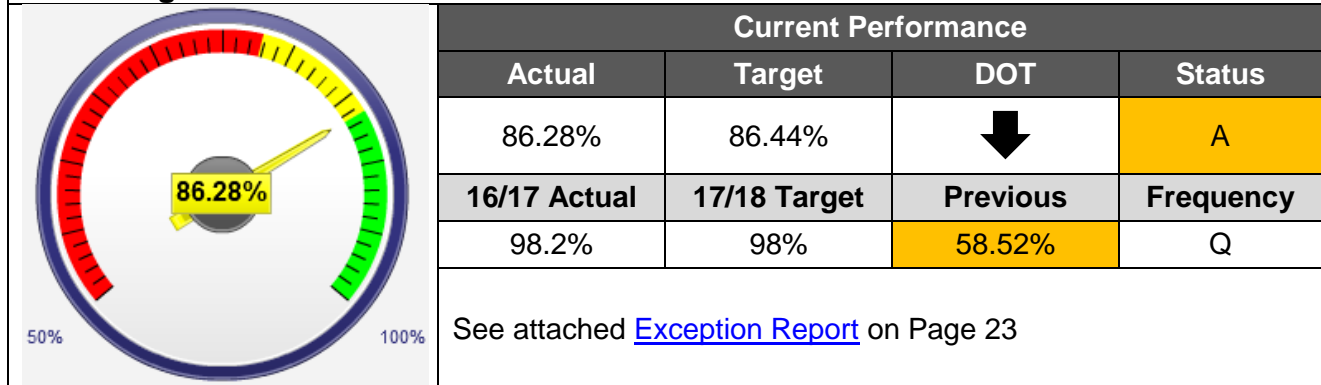 Current Performance
Actual Target DOT Status
86.28% 86.44% A
16/17 Actual 17/18 Target Previous Frequency
98.2% 98% 58.52% Q
See attached Exception Report on Page 23
86.28%
50% 100%